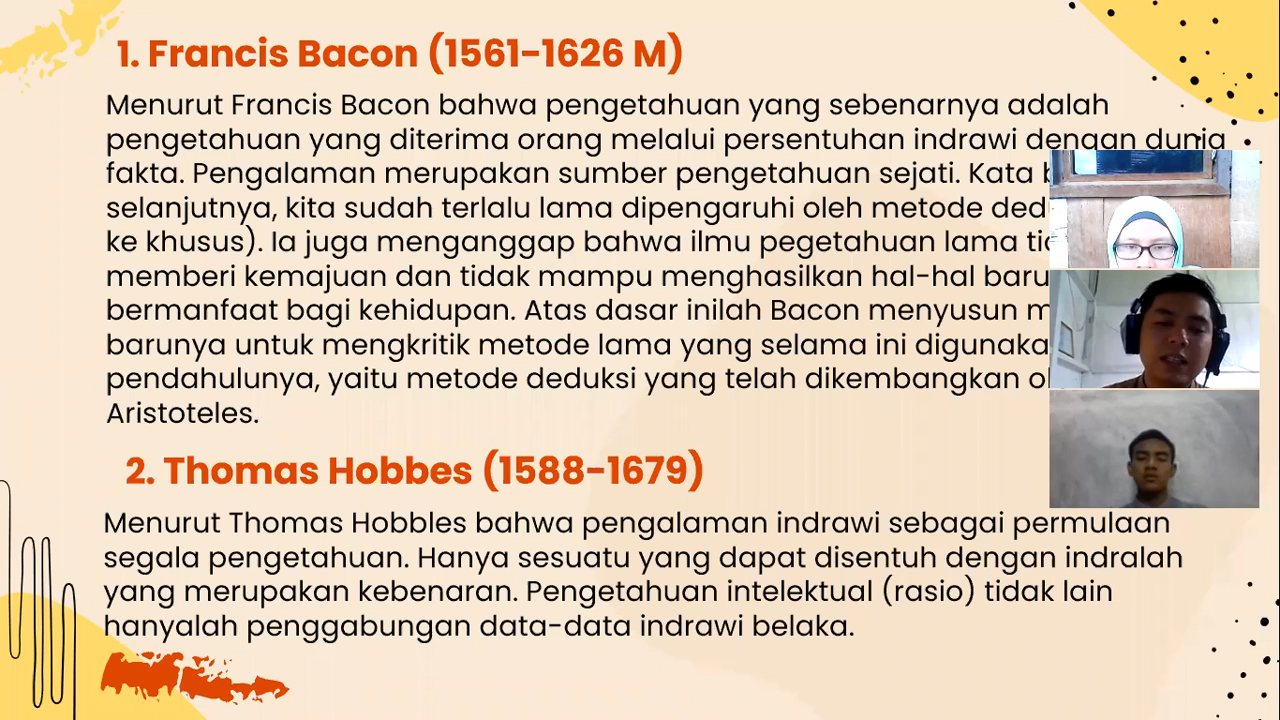 1. Francis Bacon (1561-1626 M)
Menurut Francis Bacon bahwa pengetahuan yang sebenarnya adalah
pengetahuan yang diterima orang melalui persentuhan indrawi dengan dunia
fakta. Pengalaman merupakan sumber pengetahuan sejati. Kata
selanjutnya, kita sudah terlalu lama dipengaruhi oleh metode
ke khusus). Ia juga menganggap bahwa ilmu pegetahuan lama
memberi kemajuan dan tidak mampu menghasilkan hal-hal baru
bermanfaat bagi kehidupan. Atas dasar inilah Bacon menyusun
barunya untuk mengkritik metode lama yang selama ini
pendahulunya, yaitu metode deduksi yang telah dikembangkan
Aristoteles.
2. Thomas Hobbes (1588-1679)
Menurut Thomas Hobbles bahwa pengalaman indrawi sebagai permulaan
segala pengetahuan. Hanya sesuatu yang dapat disentuh dengan indralah
yang merupakan kebenaran. Pengetahuan intelektual (rasio) tidak lain
hanyalah penggabungan data-data indrawi belaka.